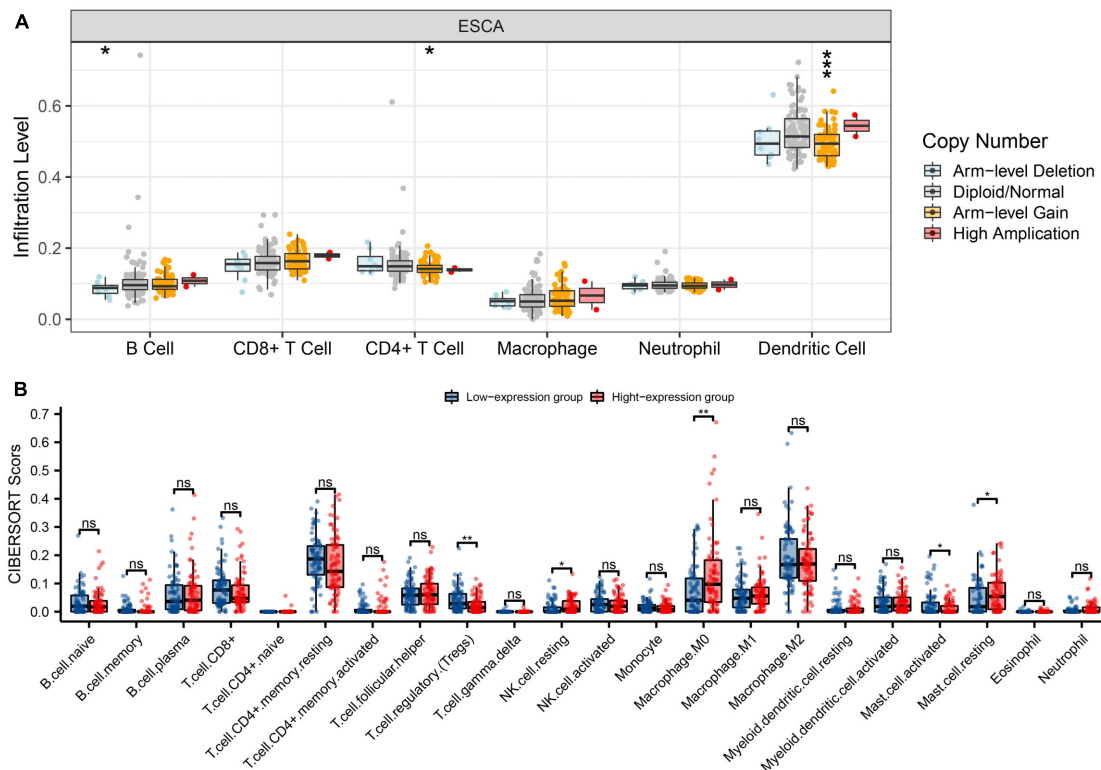 A
ESCA
* * ***
Infiltration Level
0.6
0.4
0.2
0.0
B Cell CD8+ T Cell CD4+ T Cell Macrophage Neutrophil Dendritic Cell
Copy Number
Arm-level Deletion
Diploid/Normal
Arm-level Gain
High Amplication
B
Low-expression group Hight-expression group
CIBERSORT Scors
0.7
0.6
0.5
0.4
0.3
0.2
0.1
0.0
ns ns ns ns ns ns ns ** ns * ns ns ** ns ns ns ns * * ns ns
B.cell.naive
B.cell.memory
B.cell.plasma
T.cell.CD8+
T.cell.CD4+.naive
T.cell.CD4+.memory.resting
T.cell.CD4+.memory.activated
T.cell.follicular.helper
T.cell.regulatory.(Tregs)
T.cell.gamma.delta
NK.cell.resting
NK.cell.activated
Monocyte
Macrophage.M0
Macrophage.M1
Macrophage.M2
Myeloid.dendritic.cell.resting
Myeloid.dendritic.cell.activated
Mast.cell.activated
Mast.cell.resting
Eosinophil
Neutrophil